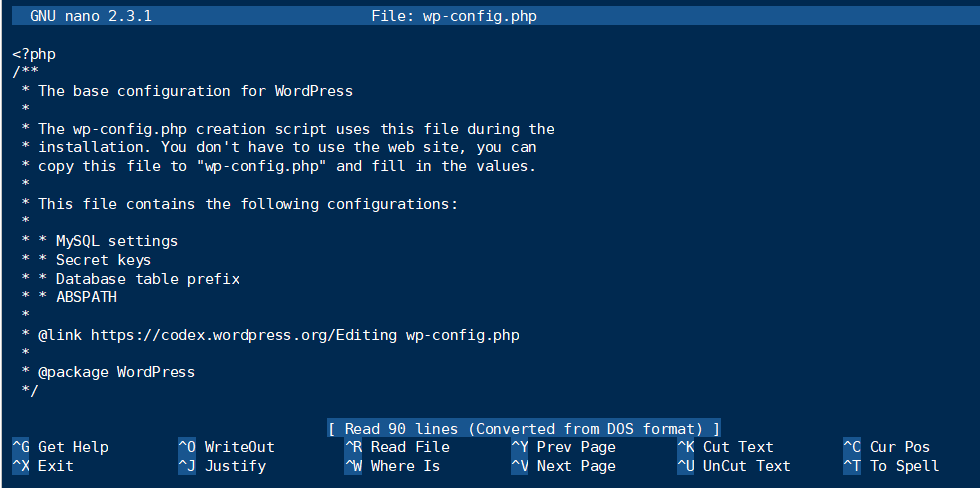 GNU nano 2.3.1 File: wp-config.php
<?php
/**
* The base configuration for WordPress
*
* The wp-config.php creation script uses this file during the
* installation. You don't have to use the web site, you can
* copy this file to "wp-config.php" and fill in the values.
*
* This file contains the following configurations:
*
* * MySQL settings
* * Secret keys
* * Database table prefix
* * ABSPATH
*
* @link https://codex.wordpress.org/Editing wp-config.php
*
* @package WordPress
*/
[ Read 90 lines (Converted from DOS format) ]
^G Get Help ^O WriteOut ^R Read File ^Y Prev Page ^K Cut Text ^C Cur Pos
^X Exit ^J Justify ^W Where Is ^V Next Page ^U UnCut Text ^T To Spell